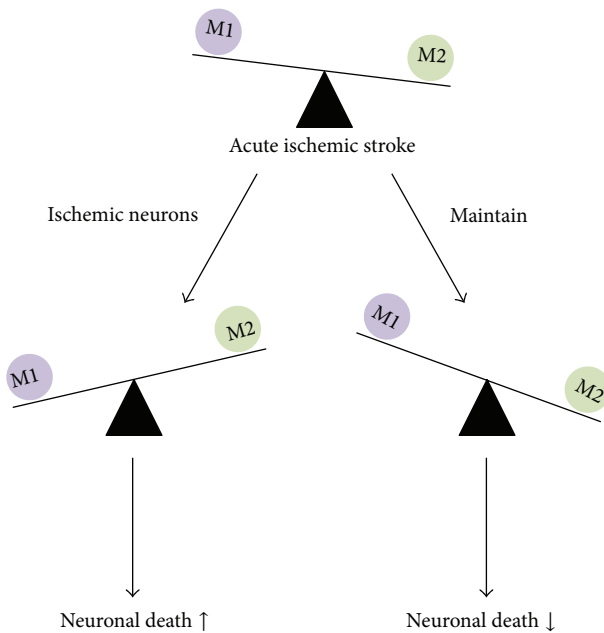 M1
M2
Acute ischemic stroke
Ischemic neurons
Maintain
M1
M2
M1
M2
Neuronal death ↑
Neuronal death ↓